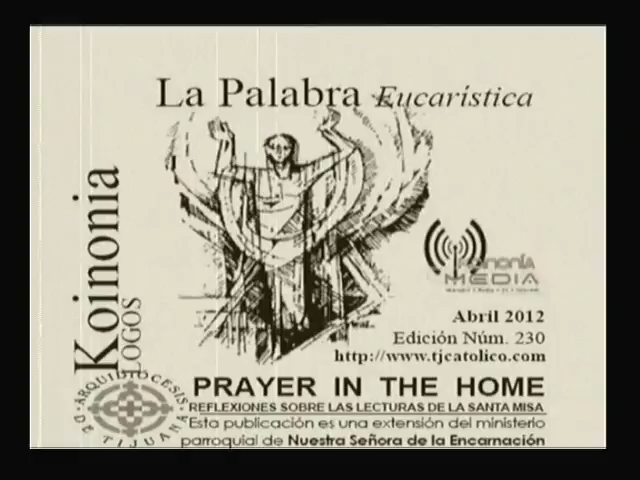 La Palabra Eucarística
Koinonia
LOGOS
KOINONÍA
MEDIA
Abril 2012
Edición Núm. 230
http://www.tjcatolico.com
ARQUIDIOCESIS DE TIJUANA
PRAYER IN THE HOME
REFLEXIONES SOBRE LAS LECTURAS DE LA SANTA MISA
Esta publicación es una extensión del ministerio
parroquial de Nuestra Señora de la Encarnación